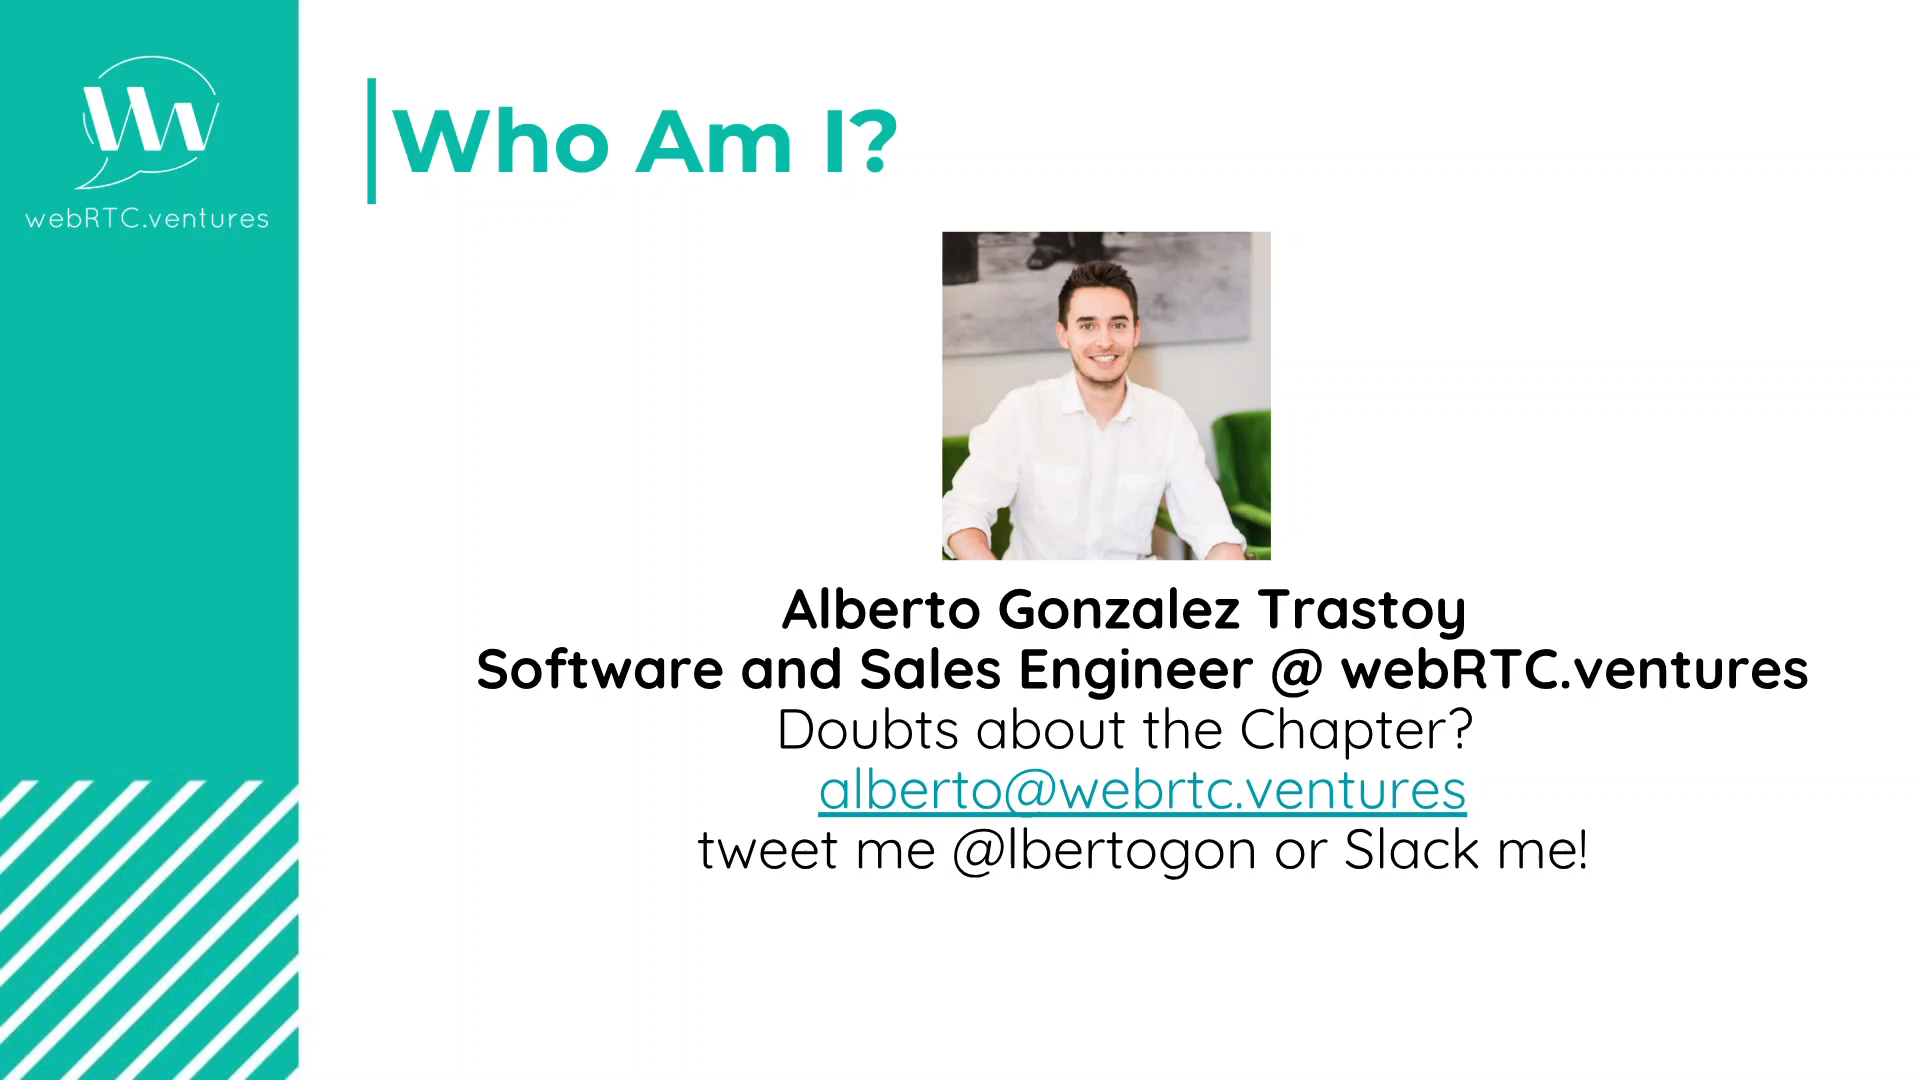 webRTC.ventures
Who Am I?
Alberto Gonzalez Trastoy
Software and Sales Engineer @ webRTC.ventures
Doubts about the Chapter?
alberto@webrtc.ventures
tweet me @lbertogon or Slack me!